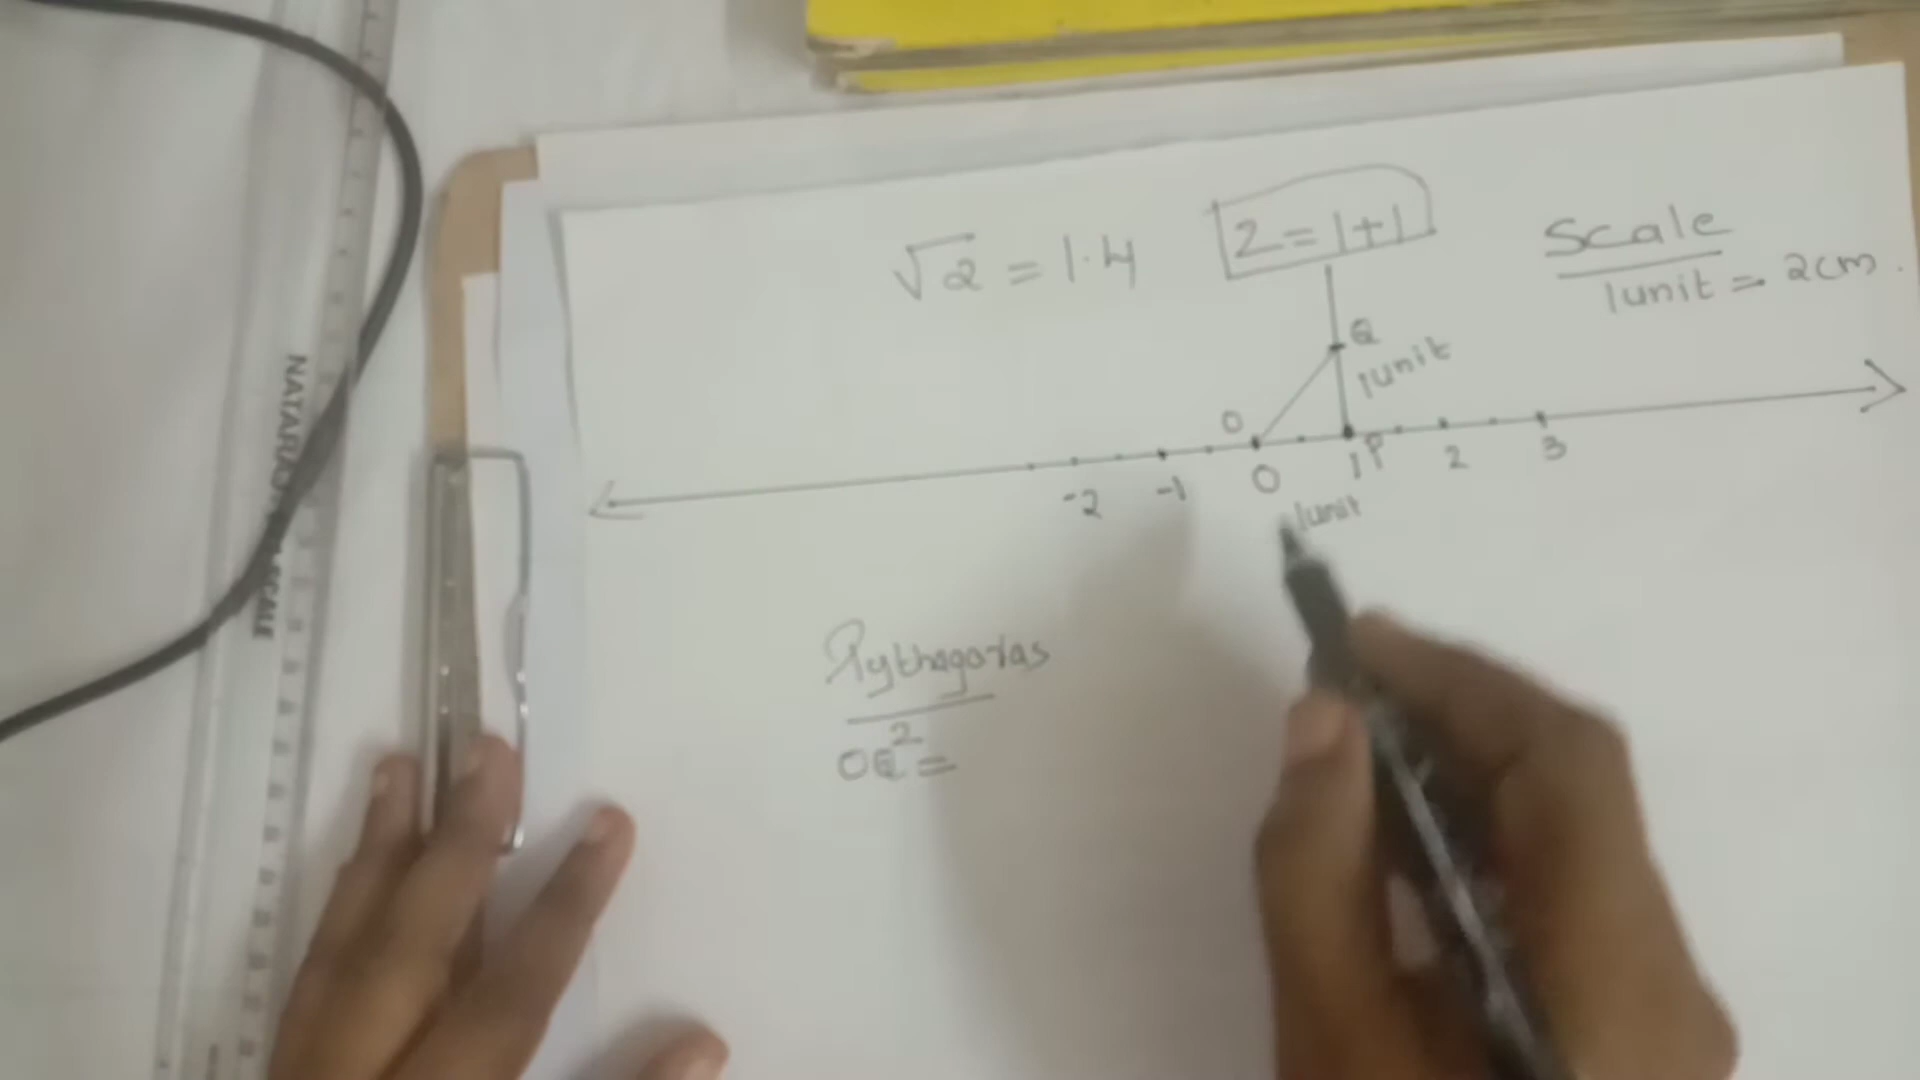 √2 = 1.4
2=1+1
Scale
1unit = 2cm.
Q
1unit
O
-2 -1 0 1 P 2 3
1unit
Pythagoras
OQ²=
NATARAJ
SCALE